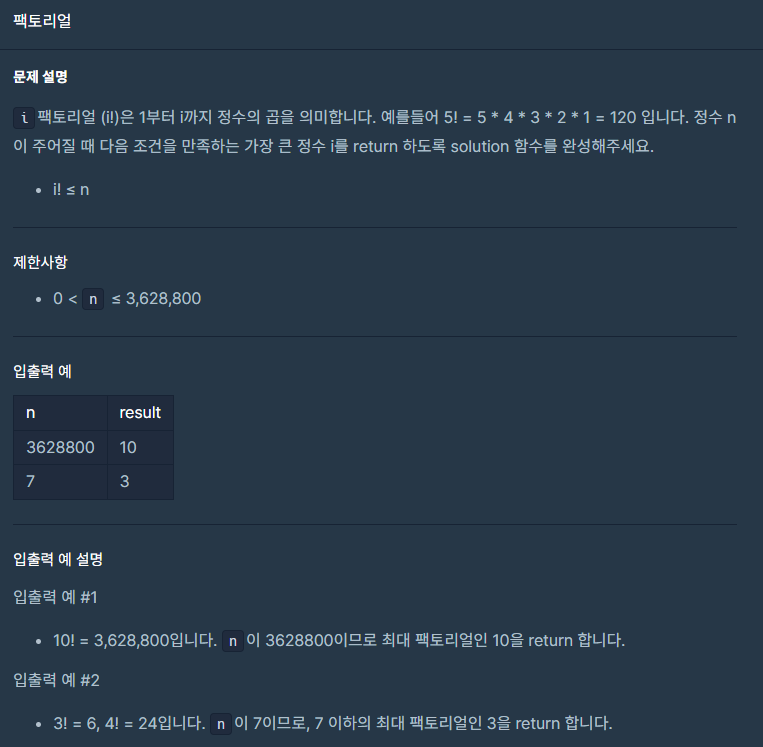 팩토리얼
문제 설명
i 팩토리얼 (i!)은 1부터 i까지 정수의 곱을 의미합니다. 예를들어 5! = 5 * 4 * 3 * 2 * 1 = 120 입니다. 정수 n
이 주어질 때 다음 조건을 만족하는 가장 큰 정수 i를 return 하도록 solution 함수를 완성해주세요.
• i! ≤ n
제한사항
• 0 < n ≤ 3,628,800
입출력 예
n result
3628800 10
7 3
입출력 예 설명
입출력 예 #1
• 10! = 3,628,800입니다. n 이 3628800이므로 최대 팩토리얼인 10을 return 합니다.
입출력 예 #2
• 3! = 6, 4! = 24입니다. n 이 7이므로, 7 이하의 최대 팩토리얼인 3을 return 합니다.